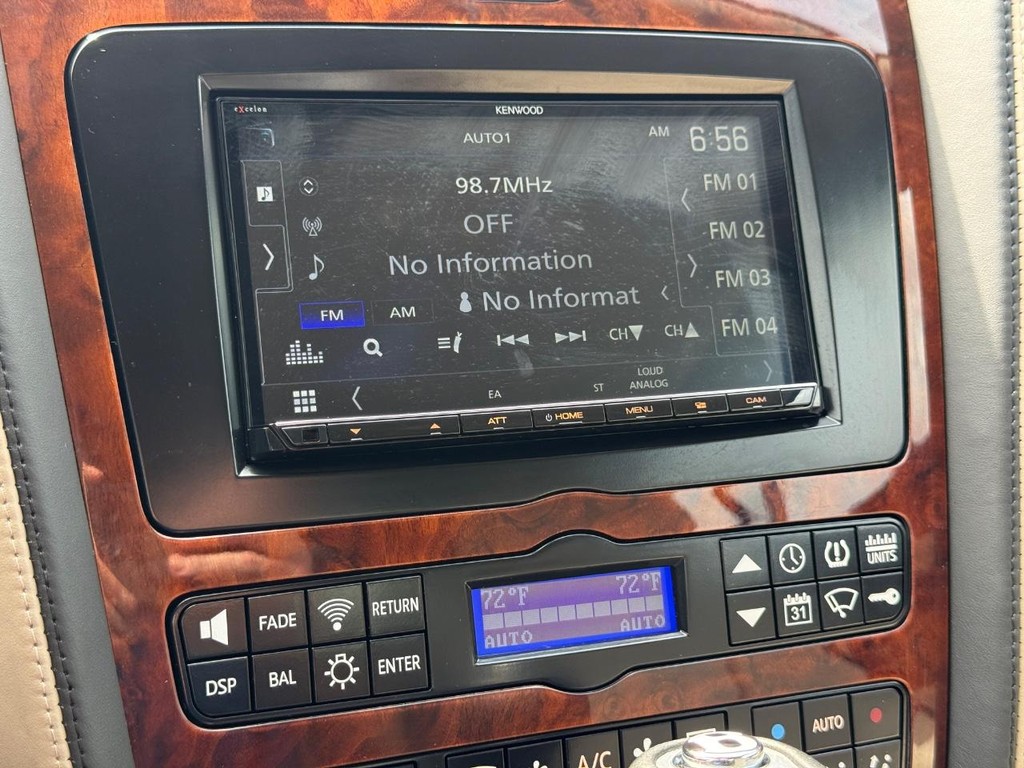 eXcelon
KENWOOD
AUTO1
AM 6:56
98.7MHz
FM 01
OFF
FM 02
No Information
FM 03
No Informat
FM AM
CH▼ CH▲
FM 04
EA
ST
LOUD
ANALOG
ATT
HOME
MENU
CAM
FADE
RETURN
DSP
BAL
ENTER
72°F 72°F
AUTO AUTO
UNITS
31
A/C
AUTO